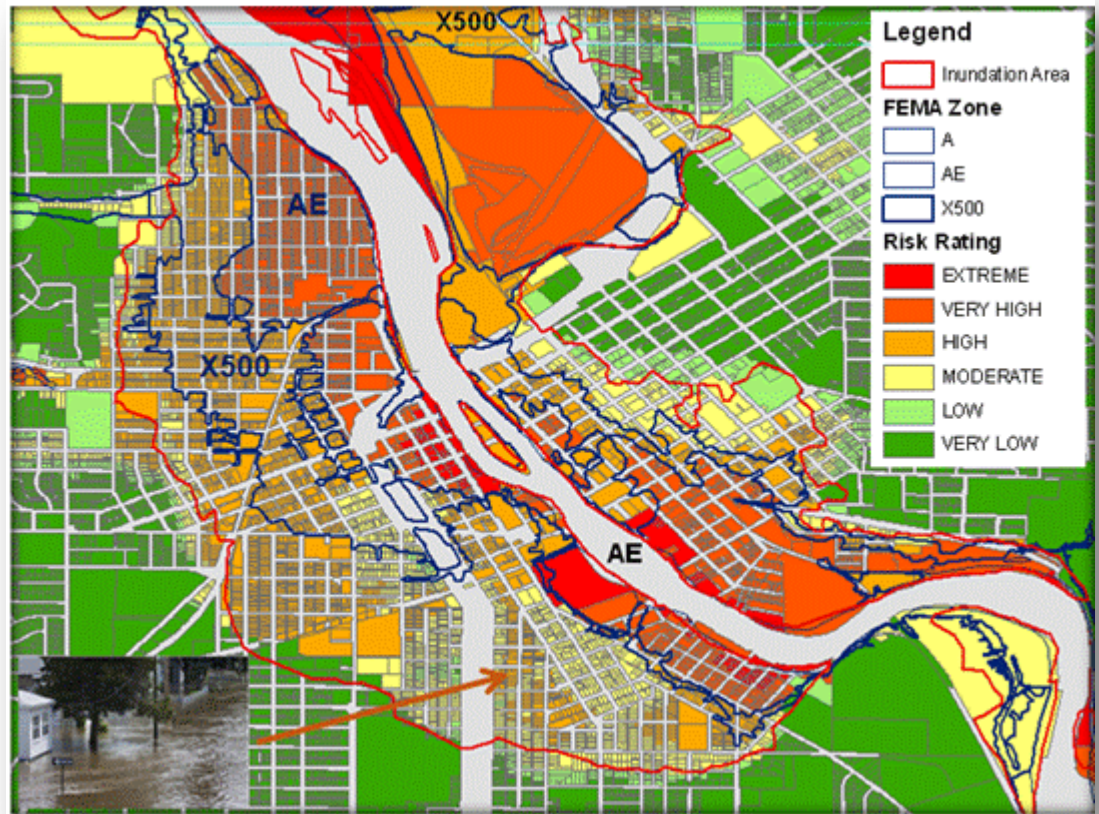 X500
Legend
Inundation Area
FEMA Zone
A
AE
X500
Risk Rating
EXTREME
VERY HIGH
HIGH
MODERATE
LOW
VERY LOW
AE
X500
AE